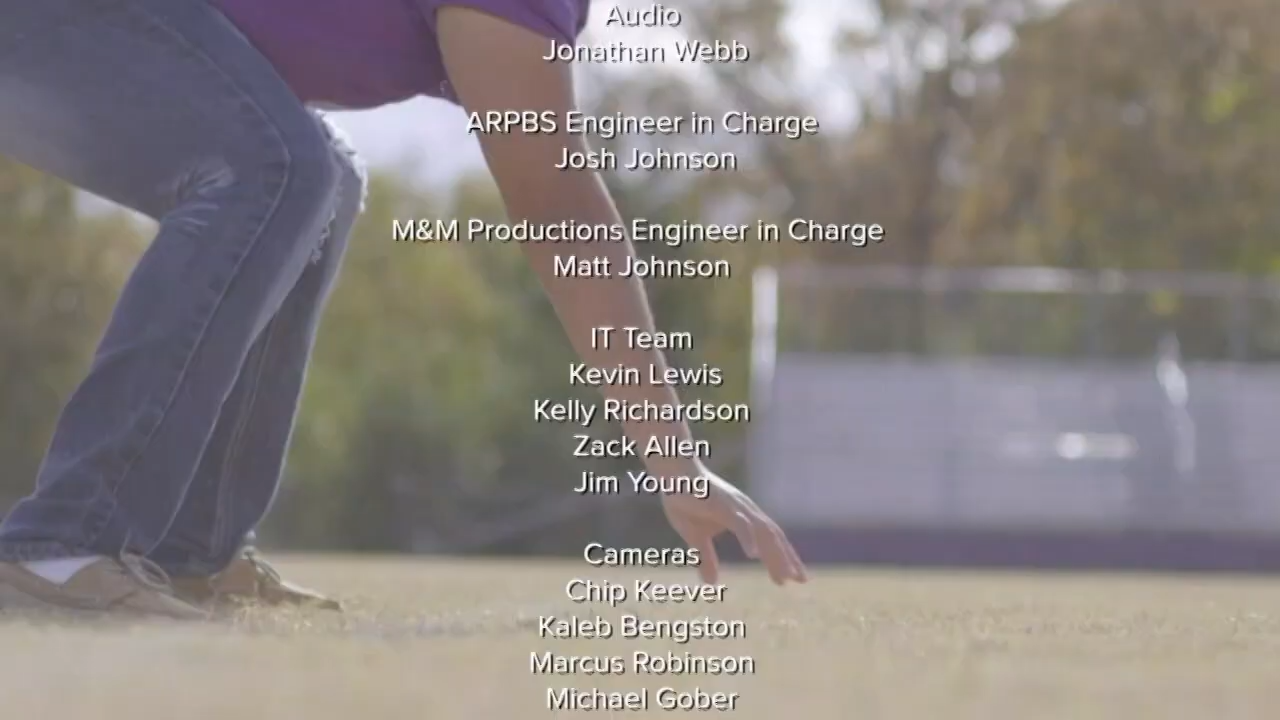 Audio
Jonathan Webb
ARPBS Engineer in Charge
Josh Johnson
M&M Productions Engineer in Charge
Matt Johnson
IT Team
Kevin Lewis
Kelly Richardson
Zack Allen
Jim Young
Cameras
Chip Keever
Kaleb Bengston
Marcus Robinson
Michael Gober